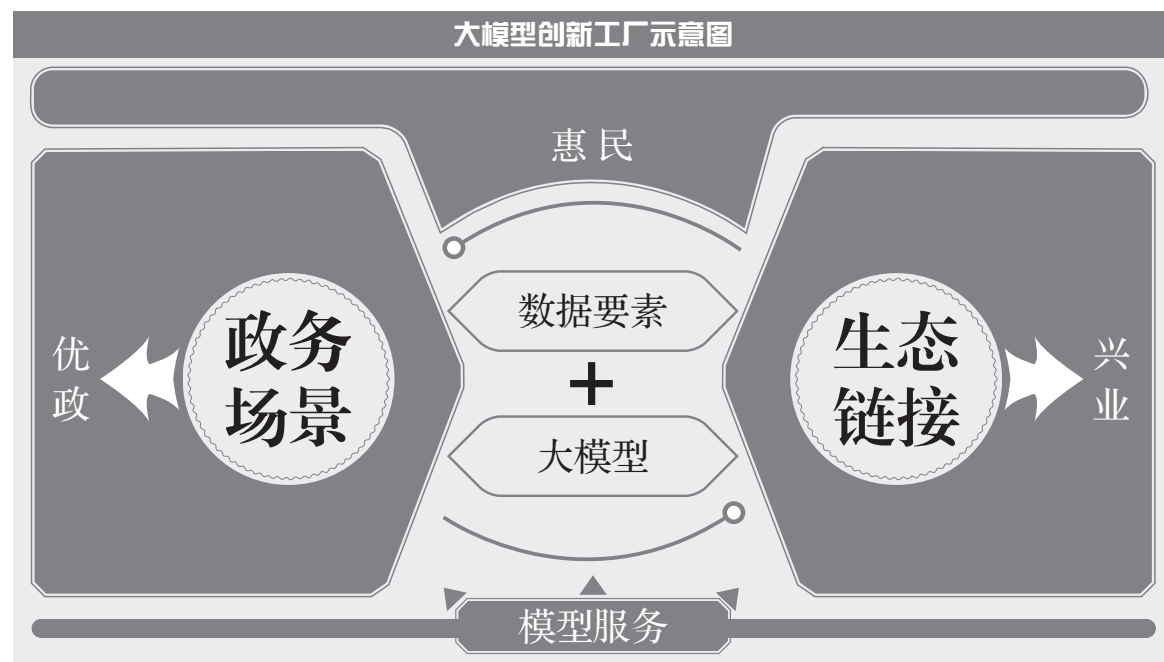 大模型创新工厂示意图
惠民
优政
政务
场景
数据要素
+
大模型
生态
链接
兴业
模型服务